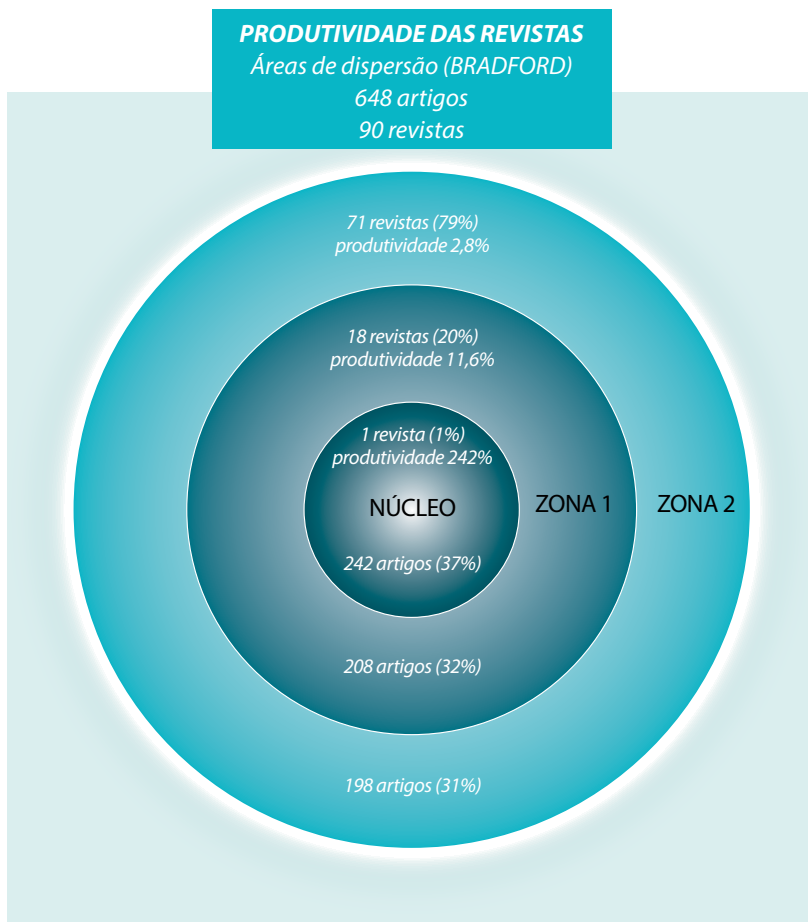 PRODUTIVIDADE DAS REVISTAS
Áreas de dispersão (BRADFORD)
648 artigos
90 revistas
71 revistas (79%)
produtividade 2,8%
18 revistas (20%)
produtividade 11,6%
1 revista (1%)
produtividade 242%
NÚCLEO
ZONA 1
ZONA 2
242 artigos (37%)
208 artigos (32%)
198 artigos (31%)